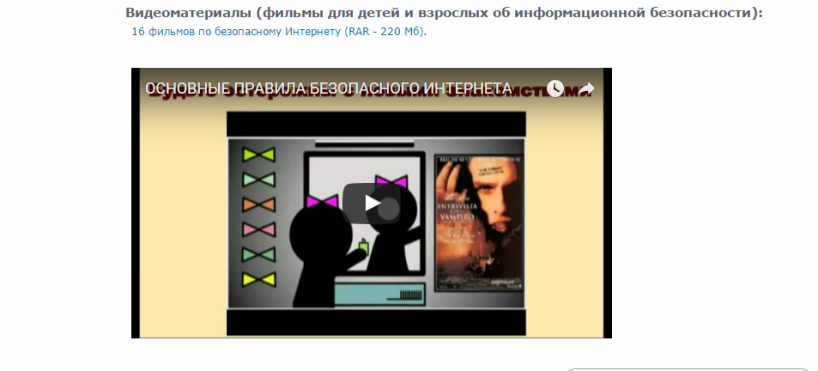 Видеоматериалы (фильмы для детей и взрослых об информационной безопасности):
16 фильмов по безопасному Интернету (RAR - 220 Мб).
ОСНОВНЫЕ ПРАВИЛА БЕЗОПАСНОГО ИНТЕРНЕТА
ENTREVISTA
VAMPIRO